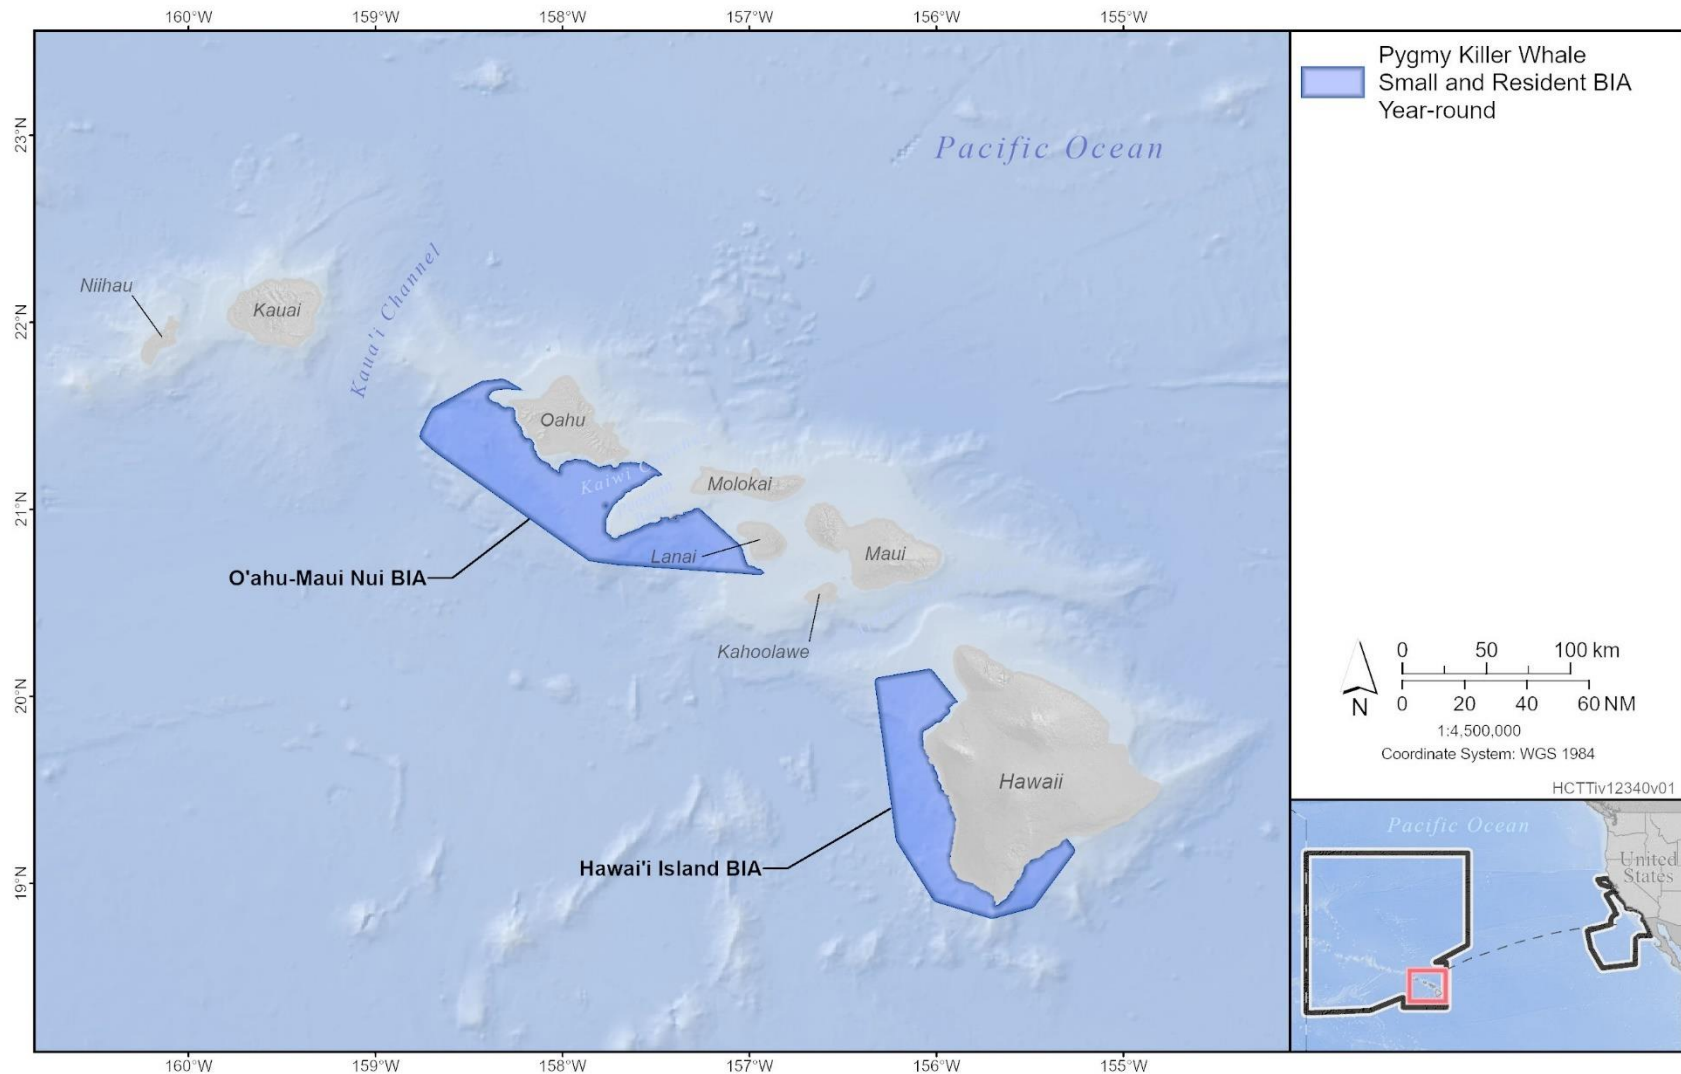 160°W
159°W
158°W
157°W
156°W
155°W
23°N
22°N
21°N
20°N
19°N
Pacific Ocean
Niihau
Kauai
Kaua'i Channel
Oahu
Kaiwi
Molokai
Lanai
Maui
Kahoolawe
O'ahu-Maui Nui BIA
Hawaii
Hawai'i Island BIA
160°W
159°W
158°W
157°W
156°W
155°W
Pygmy Killer Whale
Small and Resident BIA
Year-round
N
0 50 100 km
0 20 40 60 NM
1:4,500,000
Coordinate System: WGS 1984
HCTTiv12340v01
Pacific Ocean
United
States